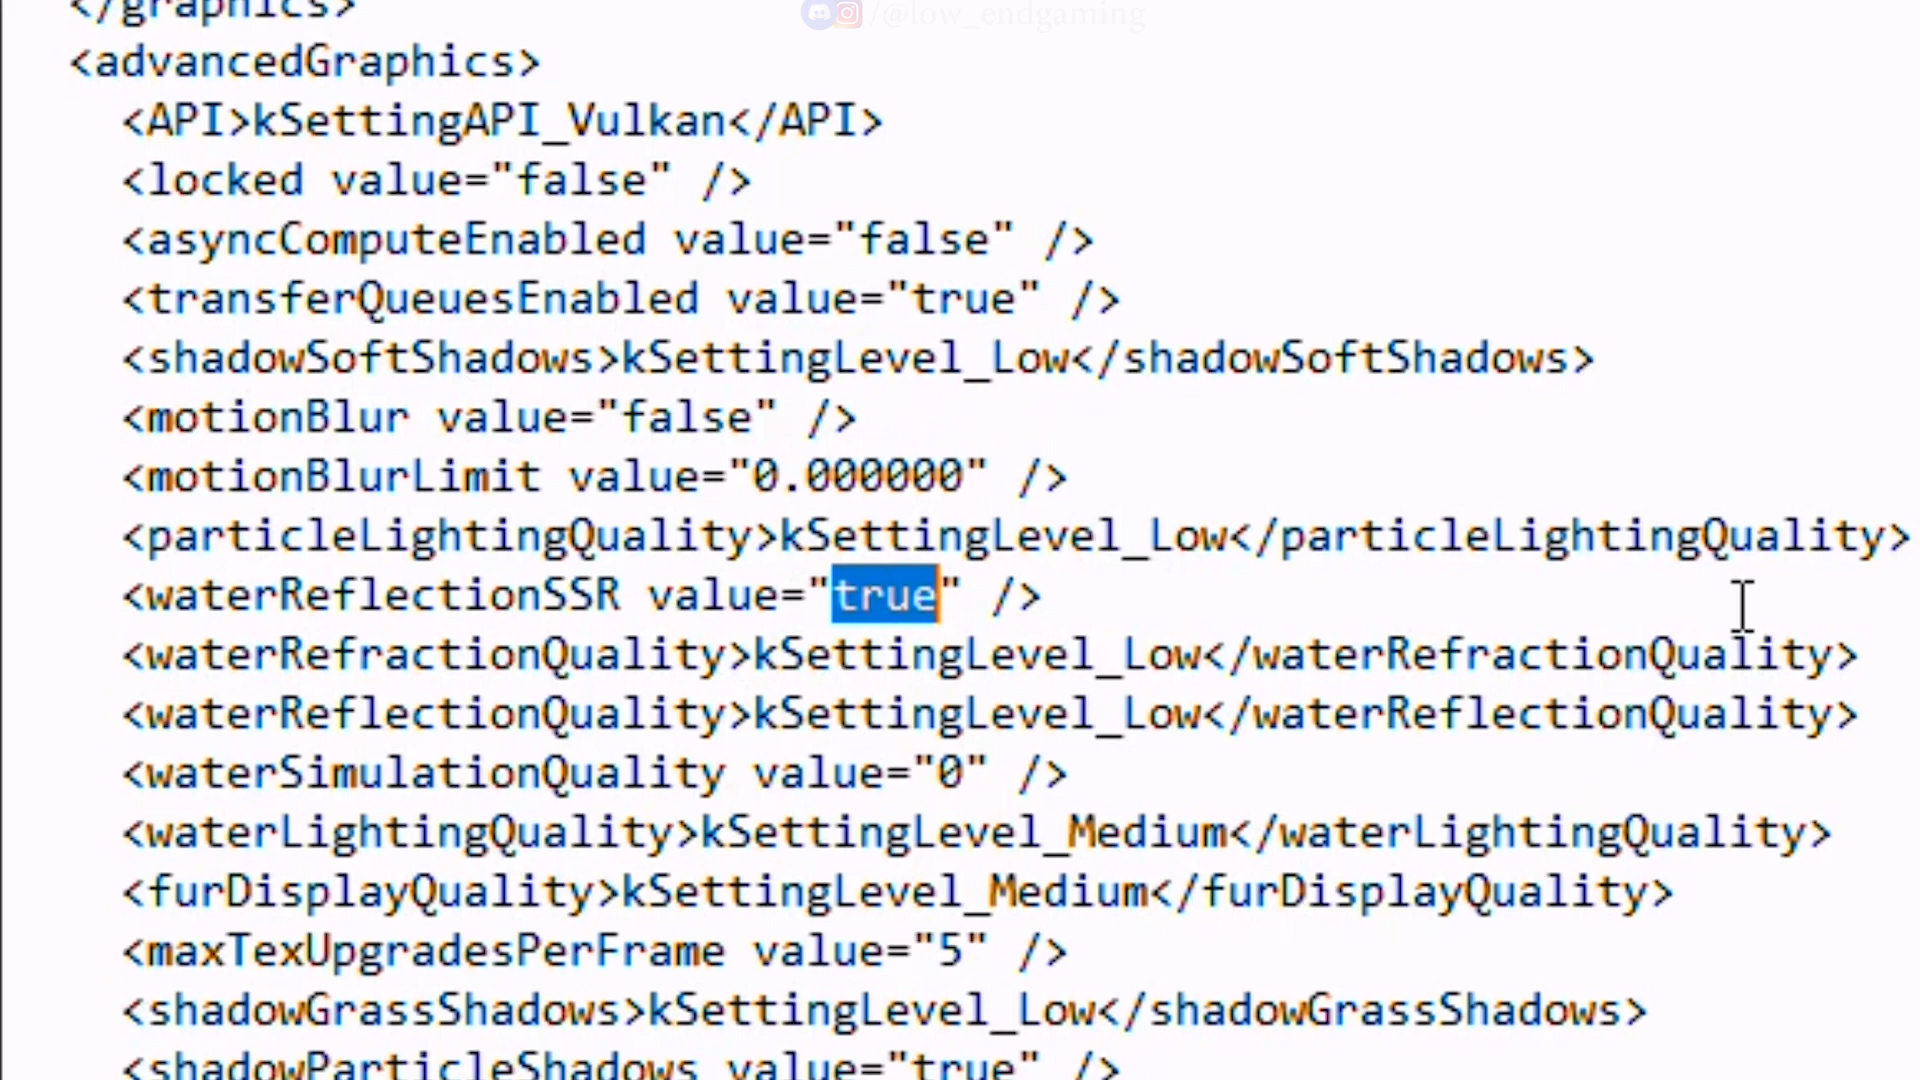 </graphics>
/@low_endgaming
<advancedGraphics>
<API>kSettingAPI_Vulkan</API>
<locked value="false" />
<asyncComputeEnabled value="false" />
<transferQueuesEnabled value="true" />
<shadowSoftShadows>kSettingLevel_Low</shadowSoftShadows>
<motionBlur value="false" />
<motionBlurLimit value="0.000000" />
<particleLightingQuality>kSettingLevel_Low</particleLightingQuality>
<waterReflectionSSR value="true" />
<waterRefractionQuality>kSettingLevel_Low</waterRefractionQuality>
<waterReflectionQuality>kSettingLevel_Low</waterReflectionQuality>
<waterSimulationQuality value="0" />
<waterLightingQuality>kSettingLevel_Medium</waterLightingQuality>
<furDisplayQuality>kSettingLevel_Medium</furDisplayQuality>
<maxTexUpgradesPerFrame value="5" />
<shadowGrassShadows>kSettingLevel_Low</shadowGrassShadows>
<shadowParticleShadows value="true" />